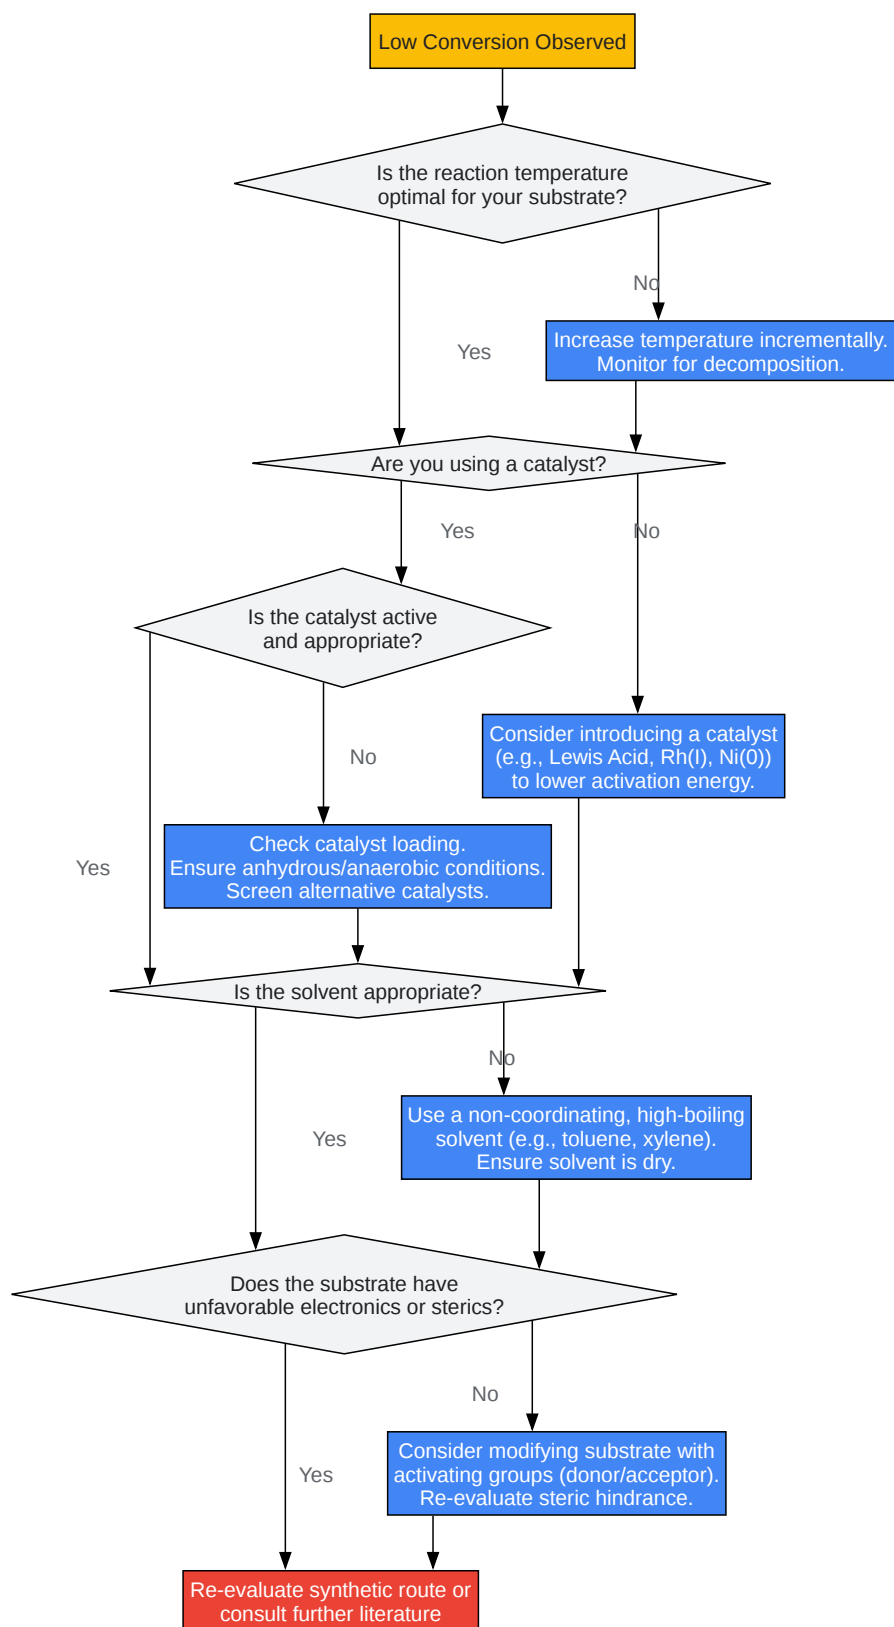 Low Conversion Observed
Is the reaction temperature
optimal for your substrate?
No
Yes
Increase temperature incrementally.
Monitor for decomposition.
Are you using a catalyst?
Yes
No
Is the catalyst active
and appropriate?
No
Consider introducing a catalyst
(e.g., Lewis Acid, Rh(I), Ni(0))
to lower activation energy.
Yes
Check catalyst loading.
Ensure anhydrous/anaerobic conditions.
Screen alternative catalysts.
Is the solvent appropriate?
No
Yes
Use a non-coordinating, high-boiling
solvent (e.g., toluene, xylene).
Ensure solvent is dry.
Does the substrate have
unfavorable electronics or sterics?
No
Yes
Consider modifying substrate with
activating groups (donor/acceptor).
Re-evaluate steric hindrance.
Re-evaluate synthetic route or
consult further literature